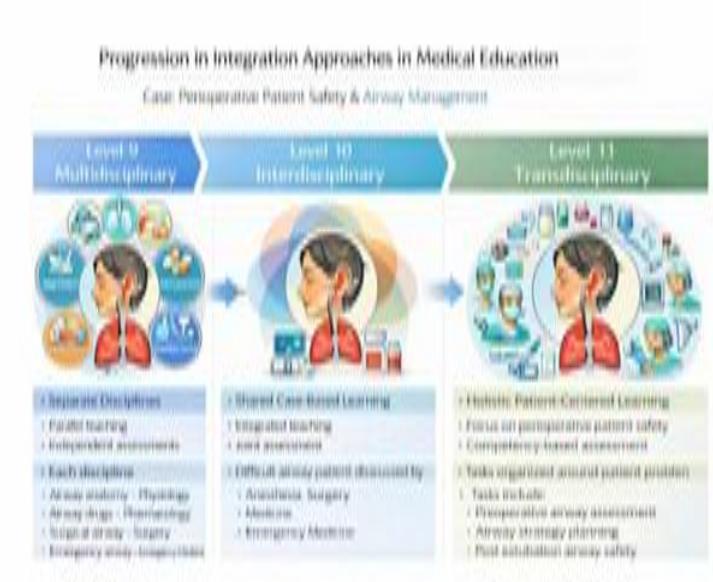 Progression in Integration Approaches in Medical Education
Case: Perioperative Patient Safety & Airway Management
Level 9
Multidisciplinary
Level 10
Interdisciplinary
Level 11
Transdisciplinary
• Separate Disciplines
• Parallel teaching
• Independent assessments
• Each discipline
• Airway anatomy - Physiology
• Airway drugs - Pharmacology
• Surgical airway - Surgery
• Emergency airway -
• Shared Case-Based Learning
• Integrated teaching
• Joint assessment
• Difficult airway patient discussed by
• Anesthesia, Surgery
• Medicine
• Emergency Medicine
• Holistic Patient-Centered Learning
• Focus on perioperative patient safety
• Competency-based assessment
• Tasks organized around patient problem
• Tasks include:
• Preoperative airway assessment
• Airway strategy planning
• Post extubation airway safety